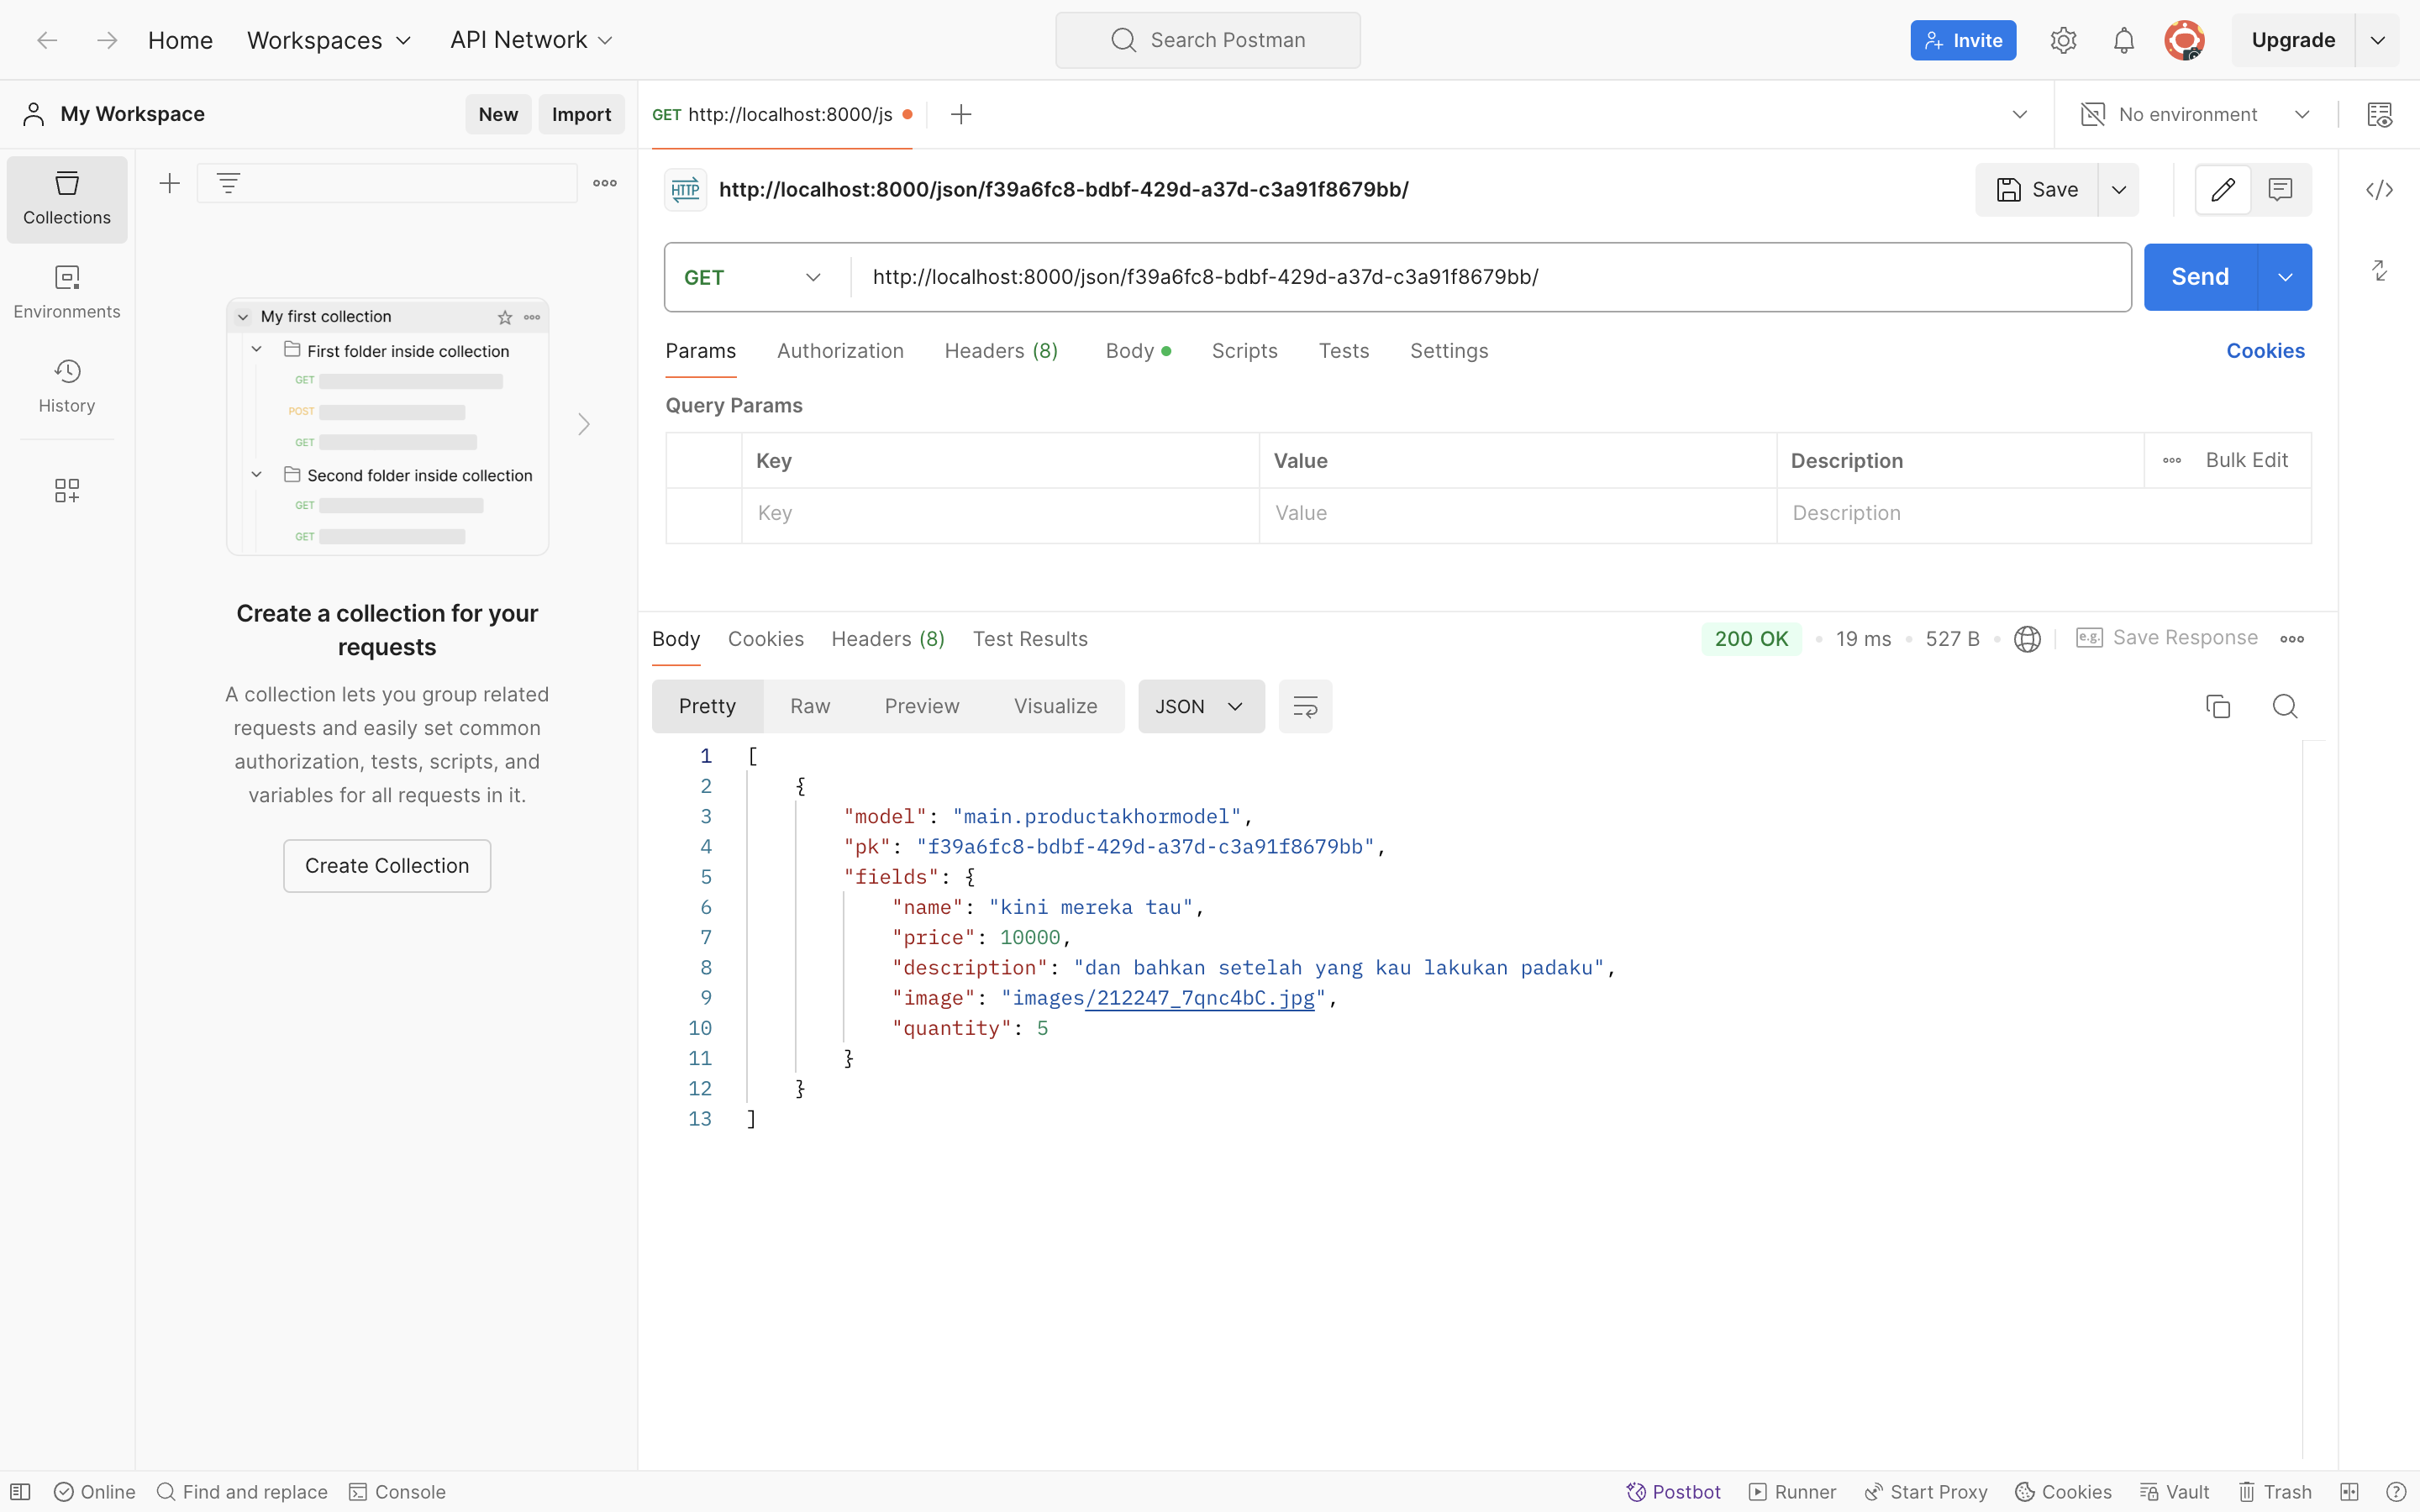 Home Workspaces API Network Search Postman Invite Upgrade
My Workspace New Import GET http://localhost:8000/js No environment
Collections
Environments
History
My first collection
First folder inside collection
GET
POST
GET
Second folder inside collection
GET
GET
Create a collection for your
requests
A collection lets you group related
requests and easily set common
authorization, tests, scripts, and
variables for all requests in it.
Create Collection
HTTP http://localhost:8000/json/f39a6fc8-bdbf-429d-a37d-c3a91f8679bb/ Save
GET http://localhost:8000/json/f39a6fc8-bdbf-429d-a37d-c3a91f8679bb/ Send
Params Authorization Headers (8) Body Scripts Tests Settings Cookies
Query Params
Key Value Description Bulk Edit
Key Value Description
Body Cookies Headers (8) Test Results 200 OK 19 ms 527 B e.g. Save Response
Pretty Raw Preview Visualize JSON
1 [
2 {
3 "model": "main.productakhormodel",
4 "pk": "f39a6fc8-bdbf-429d-a37d-c3a91f8679bb",
5 "fields": {
6 "name": "kini mereka tau",
7 "price": 10000,
8 "description": "dan bahkan setelah yang kau lakukan padaku",
9 "image": "images/212247_7qnc4bC.jpg",
10 "quantity": 5
11 }
12 }
13 ]
Online Find and replace Console Postbot Runner Start Proxy Cookies Vault Trash